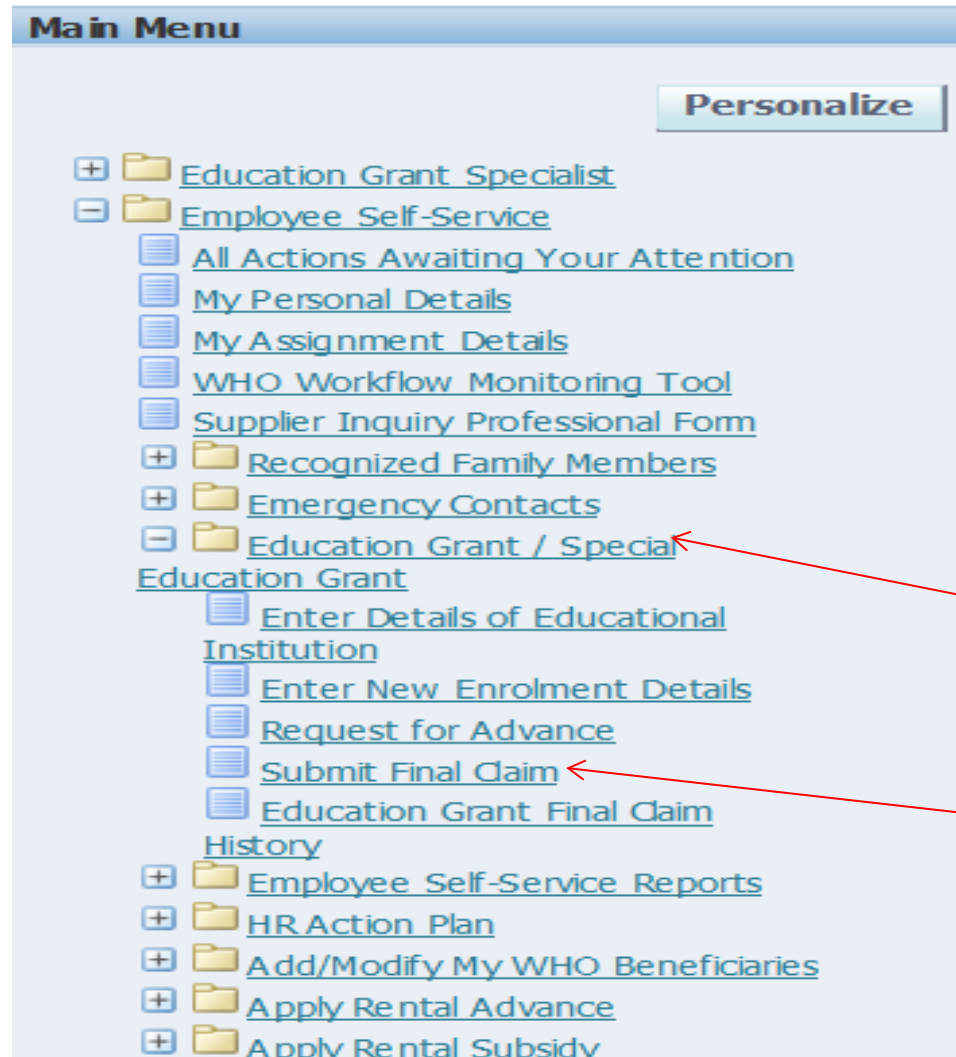 Main Menu
Personalize
Education Grant Specialist
Employee Self-Service
All Actions Awaiting Your Attention
My Personal Details
My Assignment Details
WHO Workflow Monitoring Tool
Supplier Inquiry Professional Form
Recognized Family Members
Emergency Contacts
Education Grant / Special
Education Grant
Enter Details of Educational
Institution
Enter New Enrolment Details
Request for Advance
Submit Final Claim
Education Grant Final Claim
History
Employee Self-Service Reports
HR Action Plan
Add/Modify My WHO Beneficiaries
Apply Rental Advance
Apply Rental Subsidy